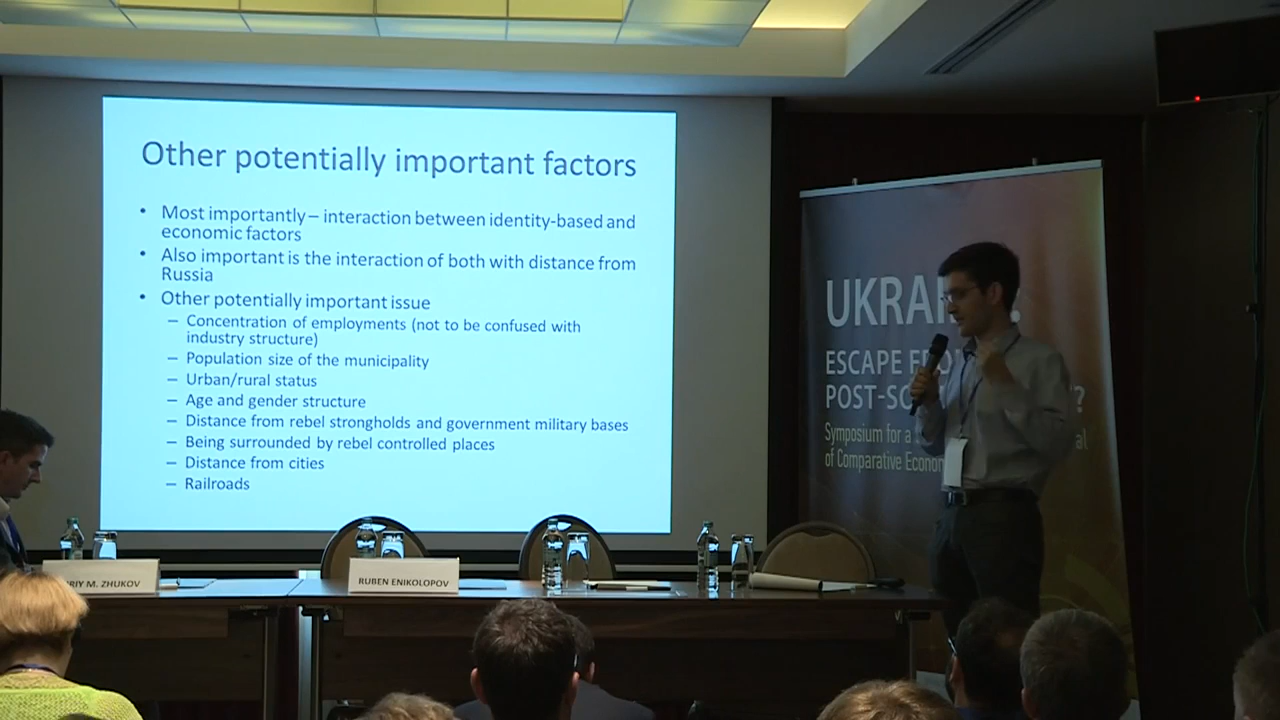 Other potentially important factors
• Most importantly – interaction between identity-based and
economic factors
• Also important is the interaction of both with distance from
Russia
• Other potentially important issue
– Concentration of employments (not to be confused with
industry structure)
– Population size of the municipality
– Urban/rural status
– Age and gender structure
– Distance from rebel strongholds and government military bases
– Being surrounded by rebel controlled places
– Distance from cities
– Railroads
UKRAI
ESCAPE FRO
POST-SO ?
Symposium for a S al
of Comparative Econo
RIY M. ZHUKOV
RUBEN ENIKOLOPOV